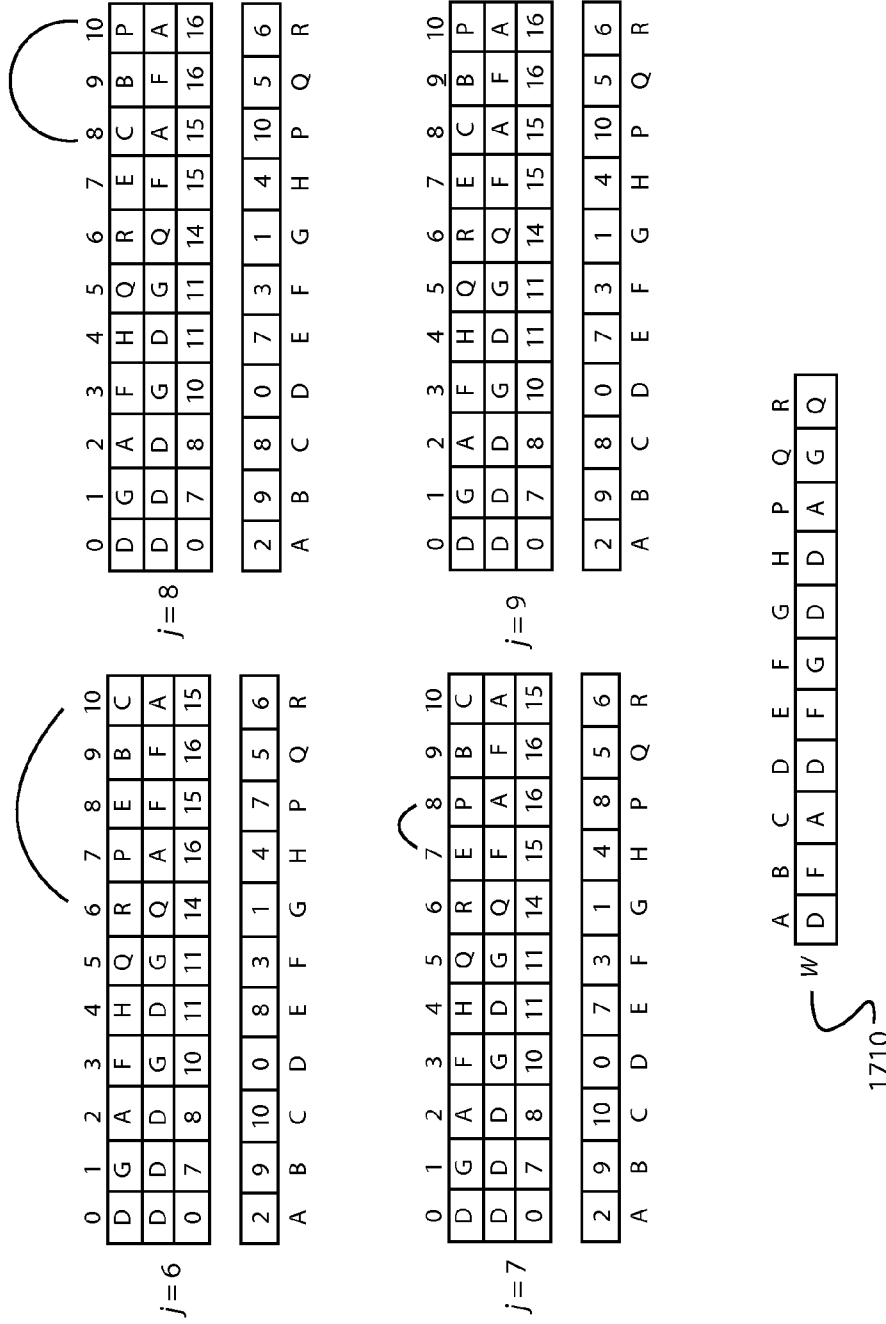 0 1 2 3 4 5 6 7 8 9 10
D G A F H Q R P E B C
D D D G D G Q A F F A
0 7 8 10 11 11 14 16 15 16 15
j = 6
2 9 10 0 8 3 1 4 7 5 6
A B C D E F G H P Q R
0 1 2 3 4 5 6 7 8 9 10
D G A F H Q R E C B P
D D D G D G Q F A F A
0 7 8 10 11 11 14 15 15 16 16
j = 8
2 9 8 0 7 3 1 4 10 5 6
A B C D E F G H P Q R
0 1 2 3 4 5 6 7 8 9 10
D G A F H Q R E P B C
D D D G D G Q F A F A
0 7 8 10 11 11 14 15 16 16 15
j = 7
2 9 10 0 7 3 1 4 8 5 6
A B C D E F G H P Q R
0 1 2 3 4 5 6 7 8 9 10
D G A F H Q R E C B P
D D D G D G Q F A F A
0 7 8 10 11 11 14 15 15 16 16
j = 9
2 9 8 0 7 3 1 4 10 5 6
A B C D E F G H P Q R
A B C D E F G H P Q R
W D F A D F G D D A G Q
1710